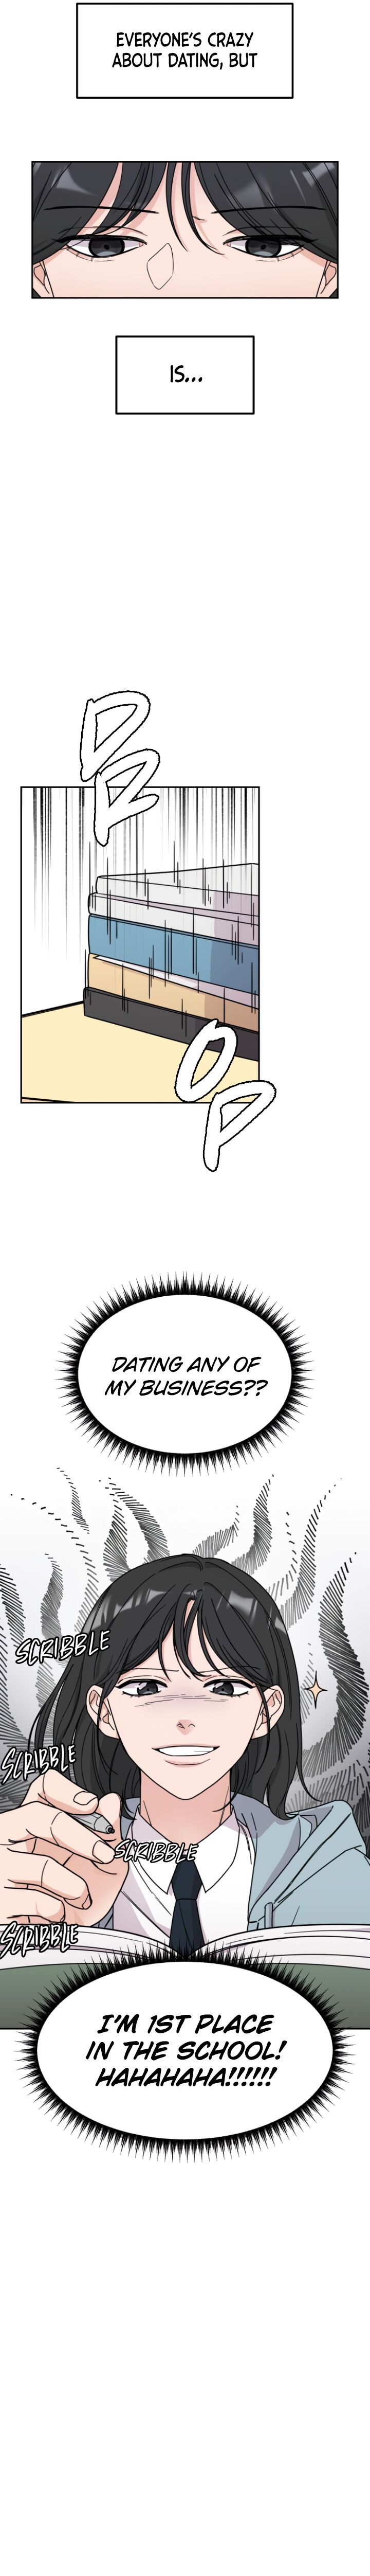 EVERYONE'S CRAZY
ABOUT DATING, BUT
IS...
DATING ANY OF
MY BUSINESS??
SCRIBBLE
SCRIBBLE
SCRIBBLE
SCRIBBLE
I'M 1ST PLACE
IN THE SCHOOL!
HAHAHAHA!!!!!!